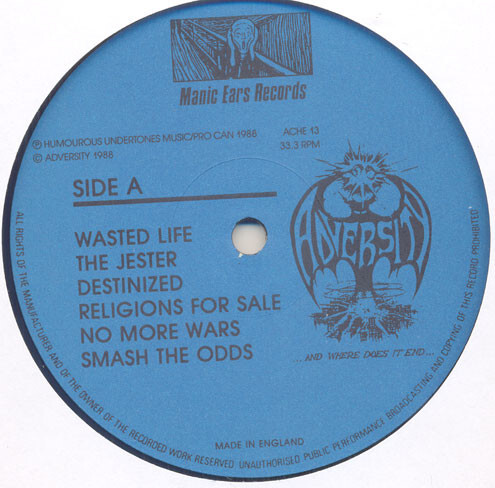 Manic Ears Records
℗ HUMOUROUS UNDERTONES MUSIC/PRO CAN 1988
© ADVERSITY 1988
ACHE 13
33.3 RPM
SIDE A
WASTED LIFE
THE JESTER
DESTINIZED
RELIGIONS FOR SALE
NO MORE WARS
SMASH THE ODDS
ADVERSITY
...AND WHERE DOES IT END...
MADE IN ENGLAND
ALL RIGHTS OF THE MANUFACTURER AND OF THE OWNER OF THE RECORDED WORK RESERVED UNAUTHORISED PUBLIC PERFORMANCE BROADCASTING AND COPYING OF THIS RECORD PROHIBITED